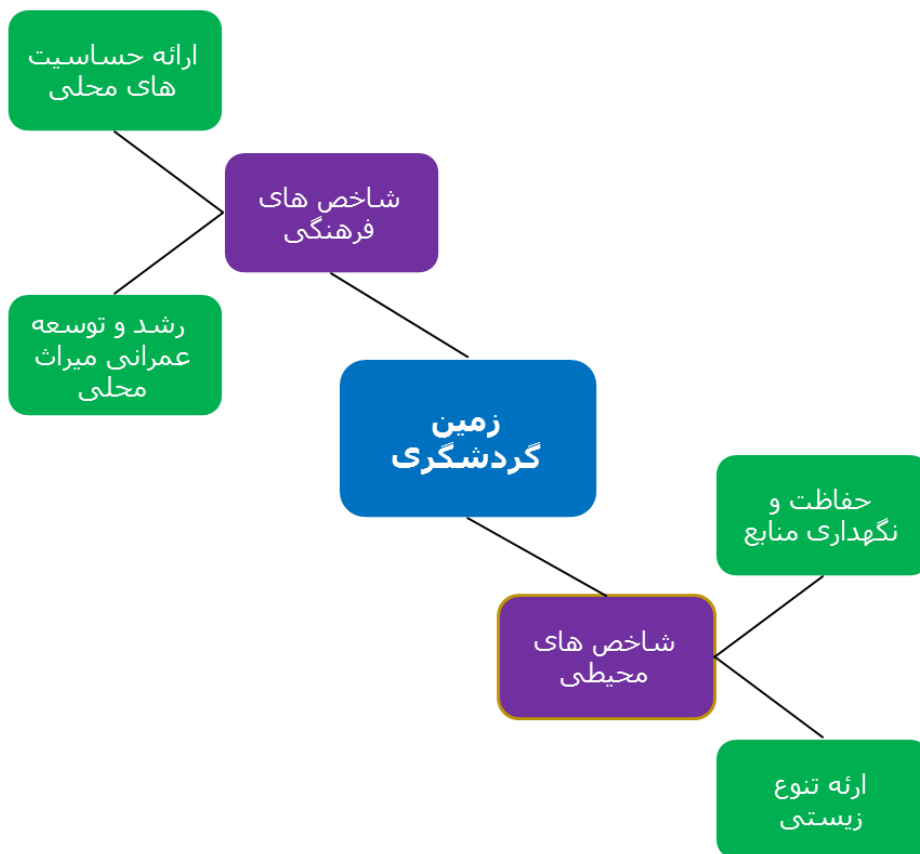 ارائه حساسیت
های محلی
شاخص های
فرهنگی
رشد و توسعه
عمرانی میراث
محلی
زمین
گردشگری
حفاظت و
نگهداری منابع
شاخص های
محیطی
ارئه تنوع
زیستی